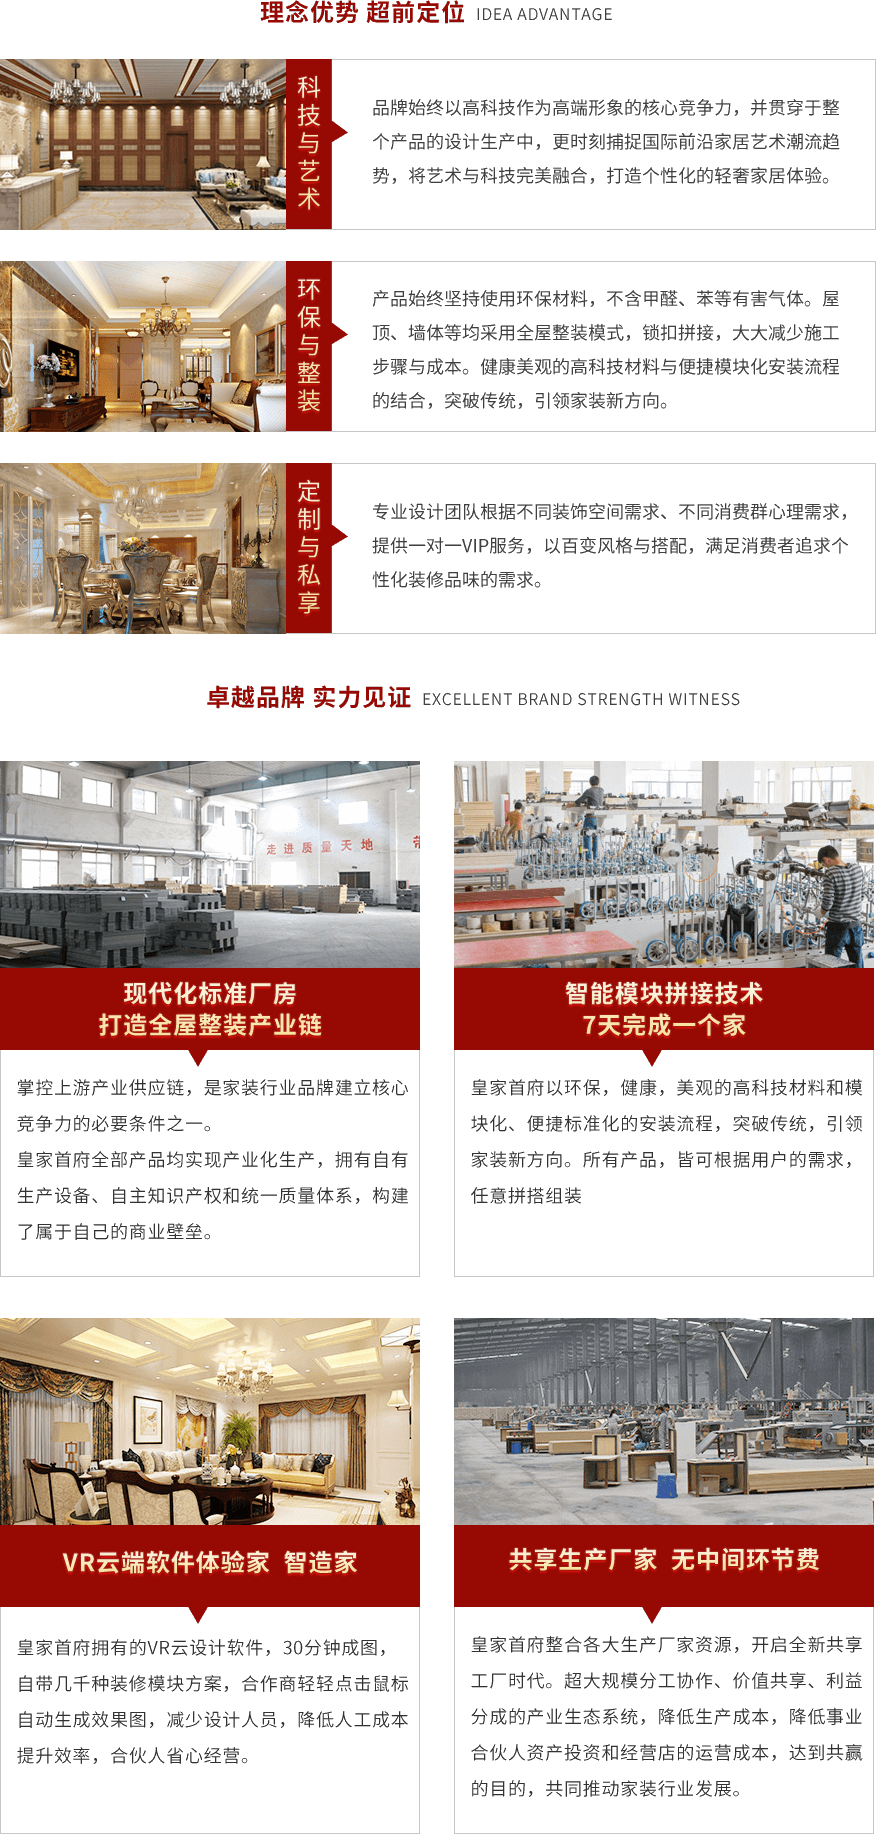 理念优势 超前定位 IDEA ADVANTAGE
科技与艺术
品牌始终以高科技作为高端形象的核心竞争力，并贯穿于整
个产品的设计生产中，更时刻捕捉国际前沿家居艺术潮流趋
势，将艺术与科技完美融合，打造个性化的轻奢家居体验。
环保与整装
产品始终坚持使用环保材料，不含甲醛、苯等有害气体。屋
顶、墙体等均采用全屋整装模式，锁扣拼接，大大减少施工
步骤与成本。健康美观的高科技材料与便捷模块化安装流程
的结合，突破传统，引领家装新方向。
定制与私享
专业设计团队根据不同装饰空间需求、不同消费群心理需求，
提供一对一VIP服务，以百变风格与搭配，满足消费者追求个
性化装修品味的需求。
卓越品牌 实力见证 EXCELLENT BRAND STRENGTH WITNESS
走进质量天地 带
现代化标准厂房
打造全屋整装产业链
掌控上游产业供应链，是家装行业品牌建立核心
竞争力的必要条件之一。
皇家首府全部产品均实现产业化生产，拥有自有
生产设备、自主知识产权和统一质量体系，构建
了属于自己的商业壁垒。
智能模块拼接技术
7天完成一个家
皇家首府以环保，健康，美观的高科技材料和模
块化、便捷标准化的安装流程，突破传统，引领
家装新方向。所有产品，皆可根据用户的需求，
任意拼搭组装
VR云端软件体验家 智造家
皇家首府拥有的VR云设计软件，30分钟成图，
自带几千种装修模块方案，合作商轻轻点击鼠标
自动生成效果图，减少设计人员，降低人工成本
提升效率，合伙人省心经营。
共享生产厂家 无中间环节费
皇家首府整合各大生产厂家资源，开启全新共享
工厂时代。超大规模分工协作、价值共享、利益
分成的产业生态系统，降低生产成本，降低事业
合伙人资产投资和经营店的运营成本，达到共赢
的目的，共同推动家装行业发展。